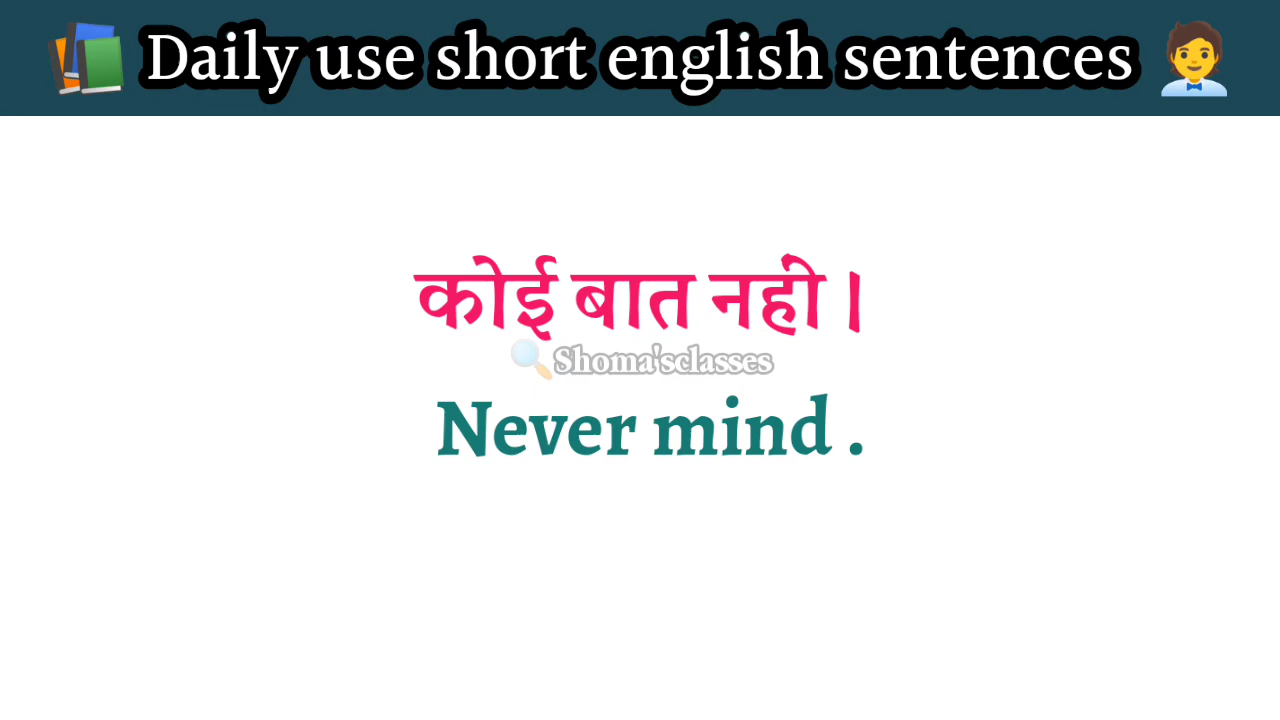 Daily use short english sentences
कोई बात नहीं ।
Shoma'sclasses
Never mind .